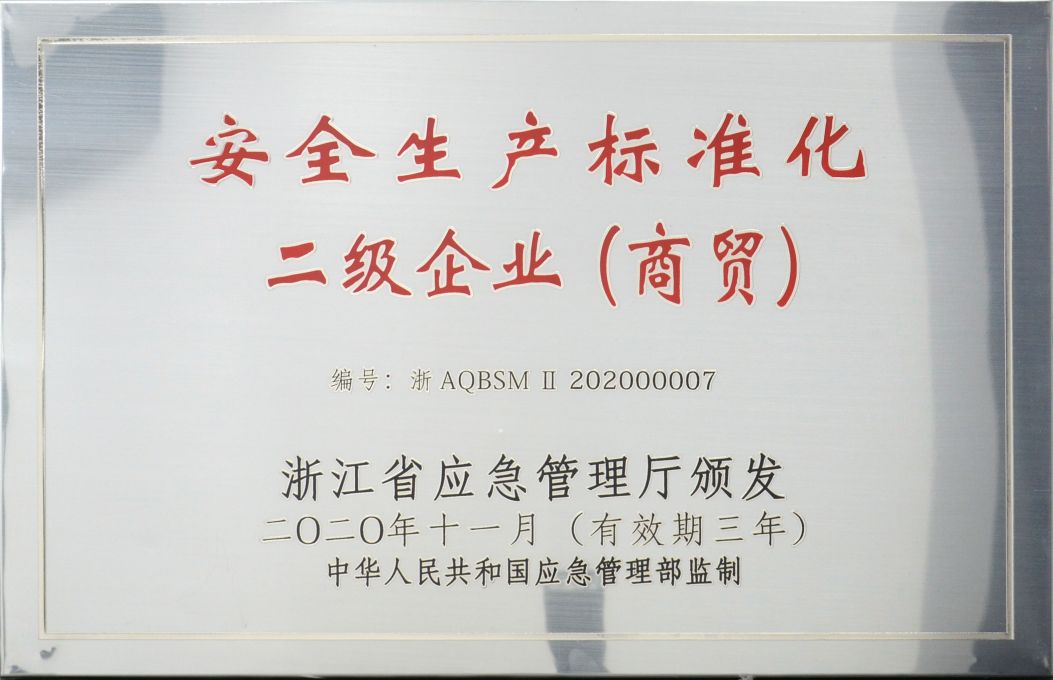 安全生产标准化
二级企业(商贸)
编号：浙 AQBSM Ⅱ 202000007
浙江省应急管理厅颁发
二〇二〇年十一月（有效期三年）
中华人民共和国应急管理部监制